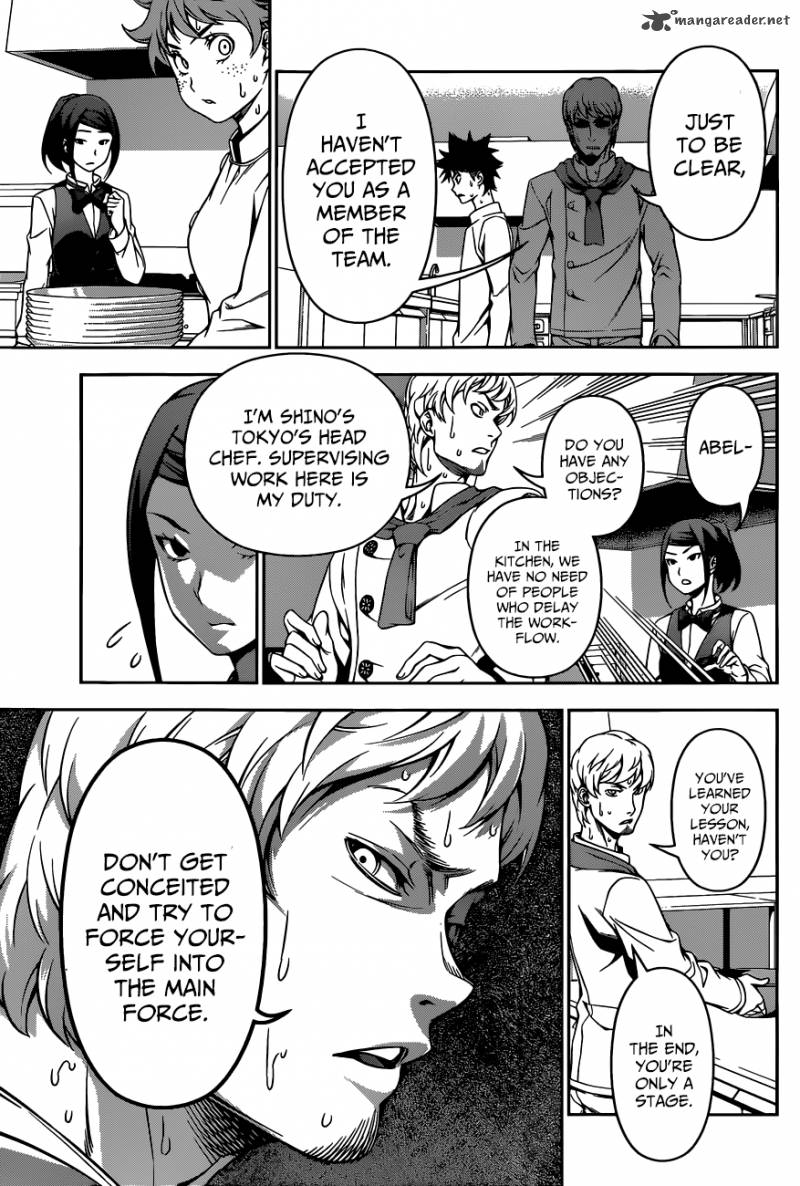 mangareader.net
JUST
TO BE
CLEAR,
I
HAVEN'T
ACCEPTED
YOU AS A
MEMBER
OF THE
TEAM.
ABEL-
DO YOU
HAVE ANY
OBJEC-
TIONS?
IN THE
KITCHEN, WE
HAVE NO NEED
OF PEOPLE
WHO DELAY
THE WORK-
FLOW.
I'M SHINO'S
TOKYO'S HEAD
CHEF. SUPERVISING
WORK HERE IS
MY DUTY.
YOU'VE
LEARNED
YOUR
LESSON,
HAVEN'T
YOU?
IN
THE END,
YOU'RE
ONLY A
STAGE.
DON'T GET
CONCEITED
AND TRY TO
FORCE YOUR-
SELF INTO
THE MAIN
FORCE.